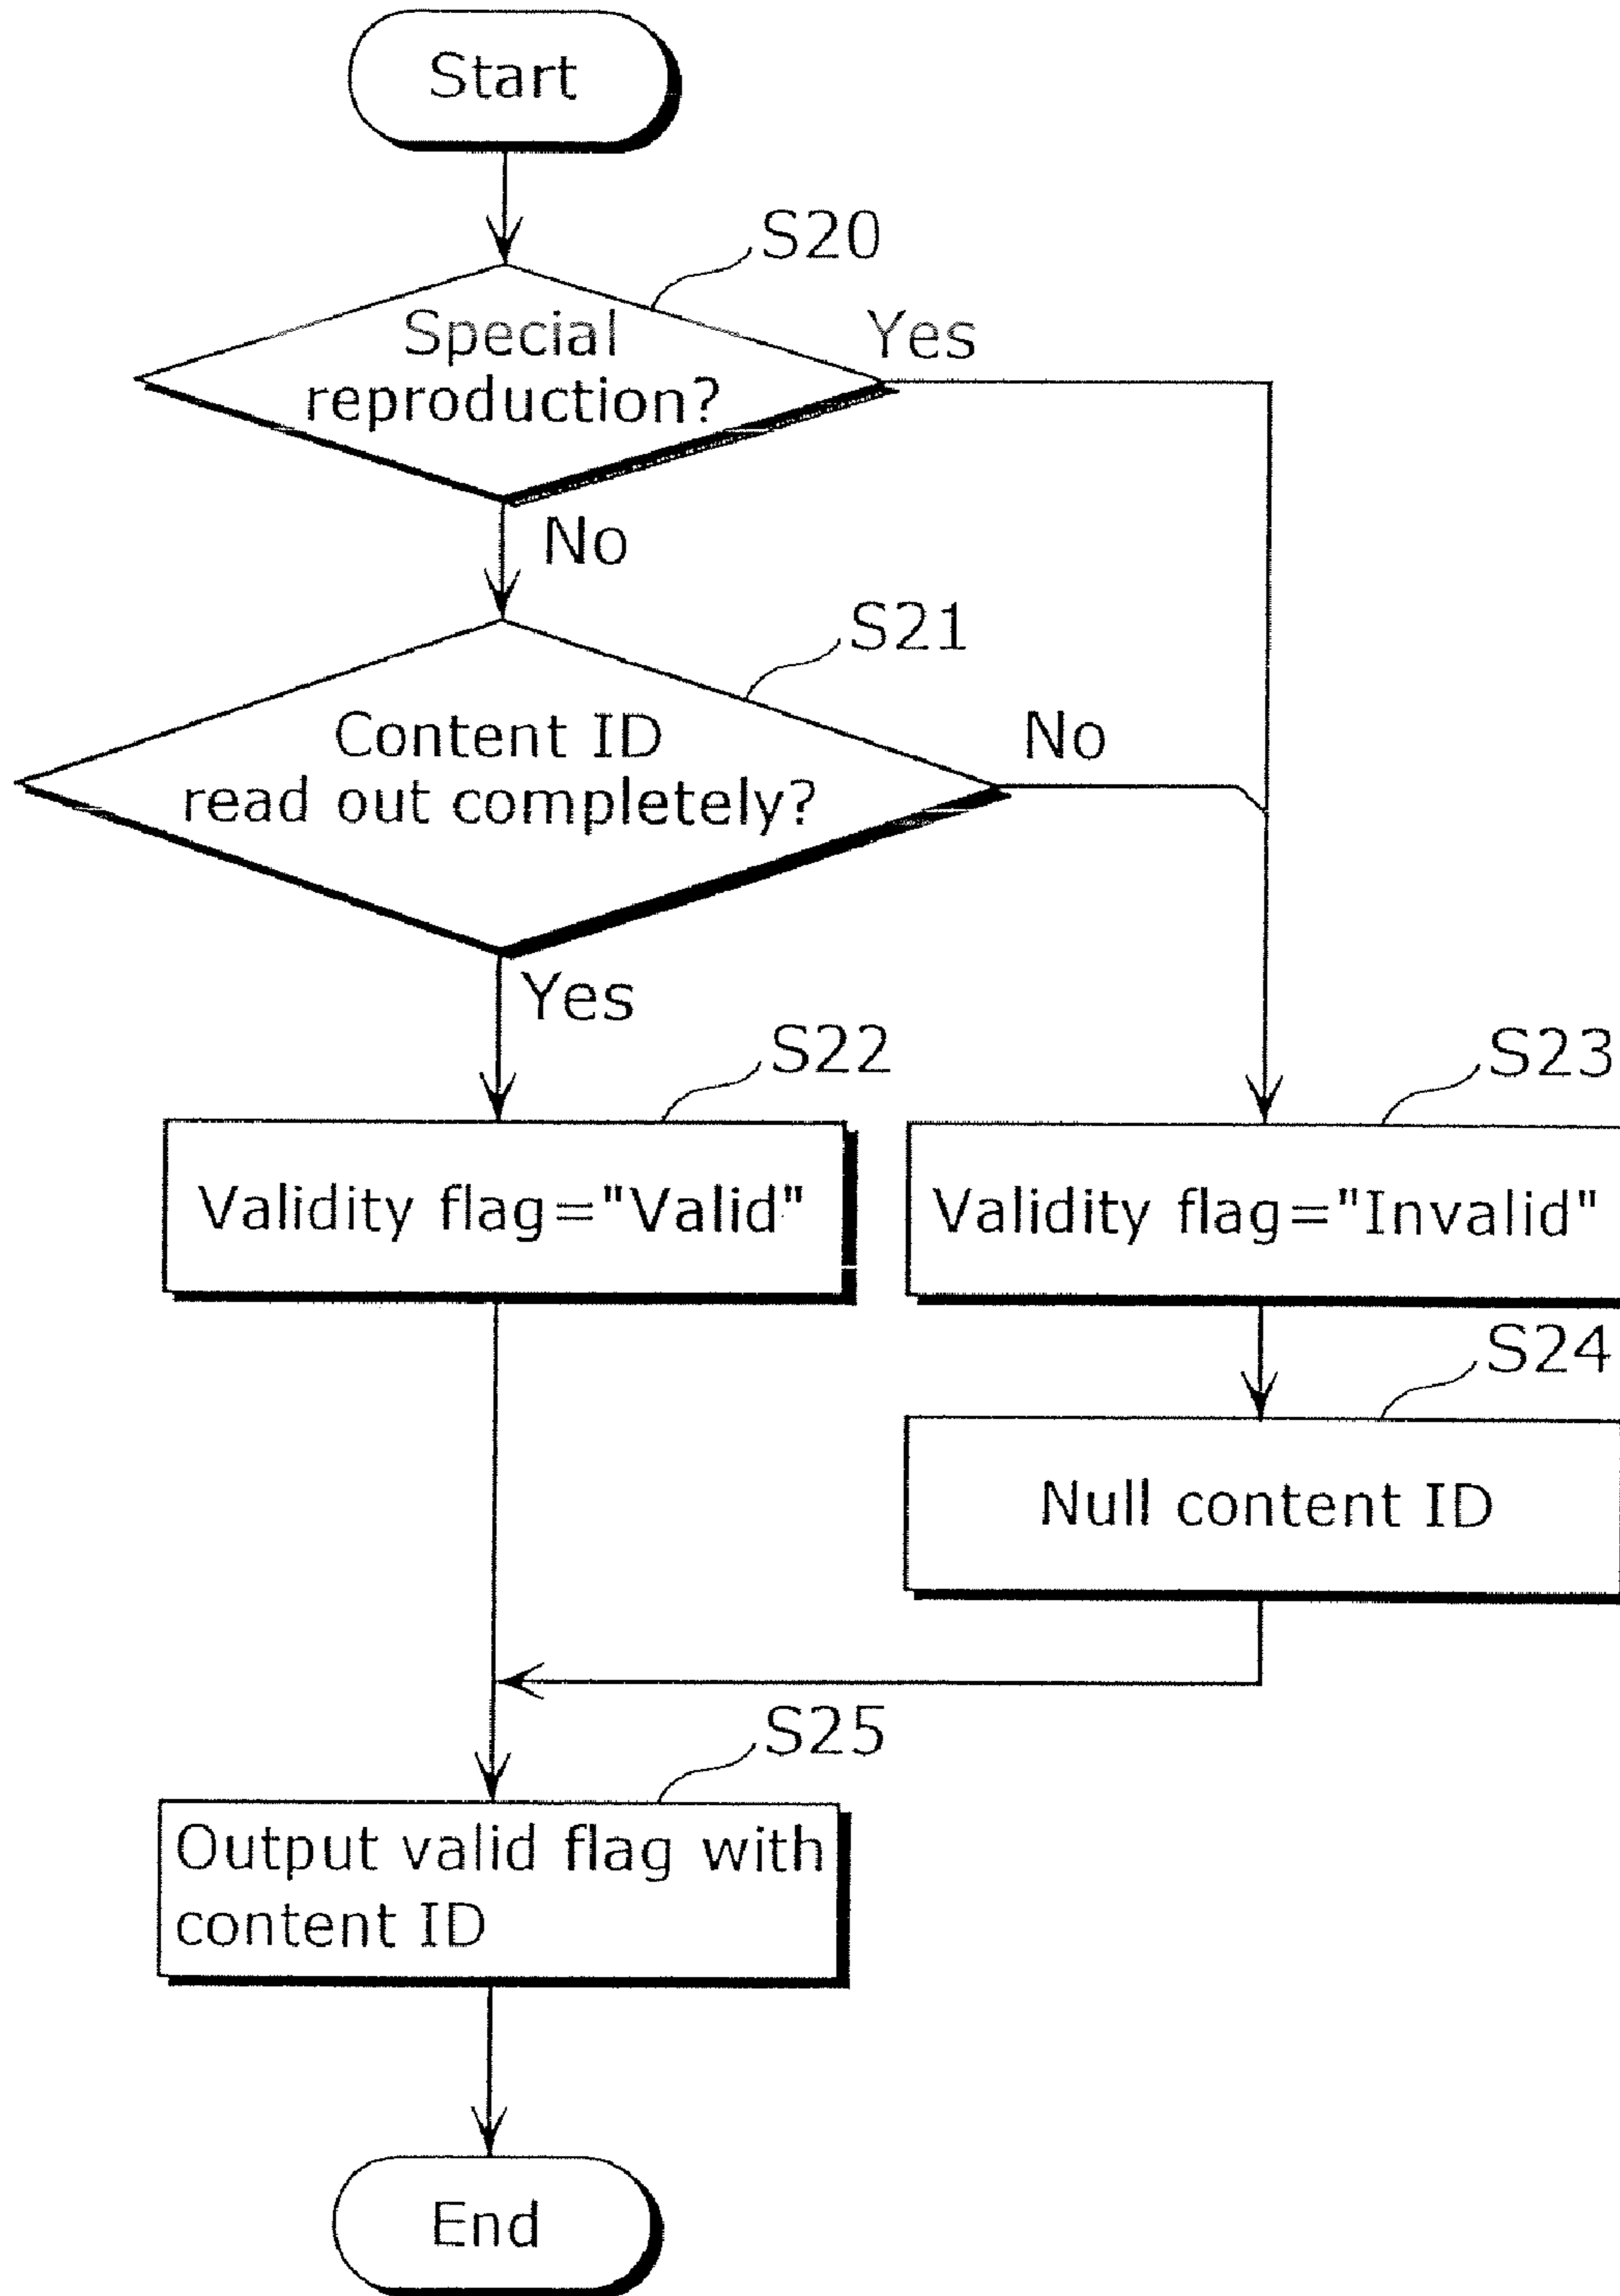 Start
S20
Special
reproduction?
Yes
No
S21
Content ID
read out completely?
No
Yes
S22
S23
Validity flag="Valid"
Validity flag="Invalid"
S24
Null content ID
S25
Output valid flag with
content ID
End